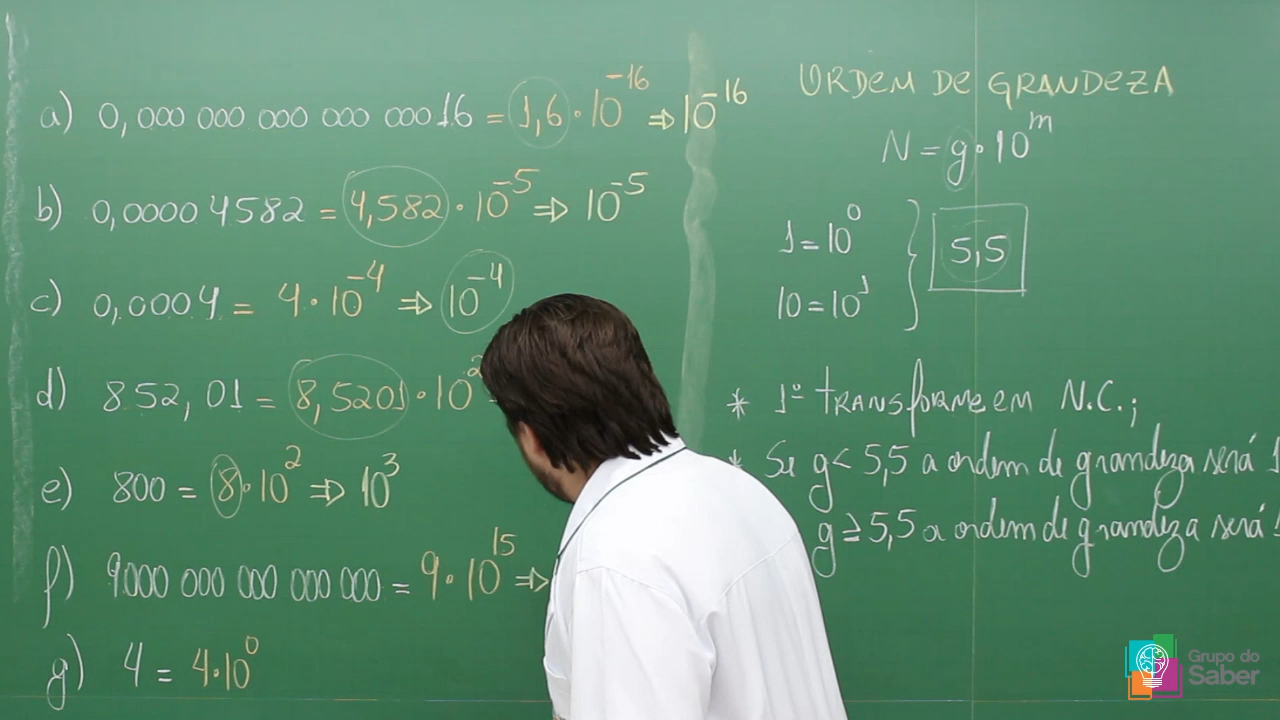 a) 0,000 000 000 000 00016 = 1,6 · 10^-16 ⇒ 10^-16
b) 0,0000 4582 = 4,582 · 10^-5 ⇒ 10^-5
c) 0,0004 = 4 · 10^-4 ⇒ 10^-4
d) 852,01 = 8,5201 · 10^2
e) 800 = 8 · 10^2 ⇒ 10^3
f) 9000 000 000 000 000 = 9 · 10^15 ⇒
g) 4 = 4 · 10^0
ORDEM DE GRANDEZA
N = g · 10^m
1 = 10^0
10 = 10^1
} 5,5
* 1º TRANSforme em N.C.;
* Se g < 5,5 a ordem de grandeza será
g ≥ 5,5 a ordem de grandeza será
Grupo do
Saber